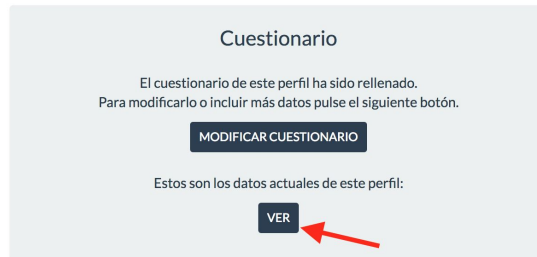 Cuestionario
El cuestionario de este perfil ha sido rellenado.
Para modificarlo o incluir más datos pulse el siguiente botón.
MODIFICAR CUESTIONARIO
Estos son los datos actuales de este perfil:
VER